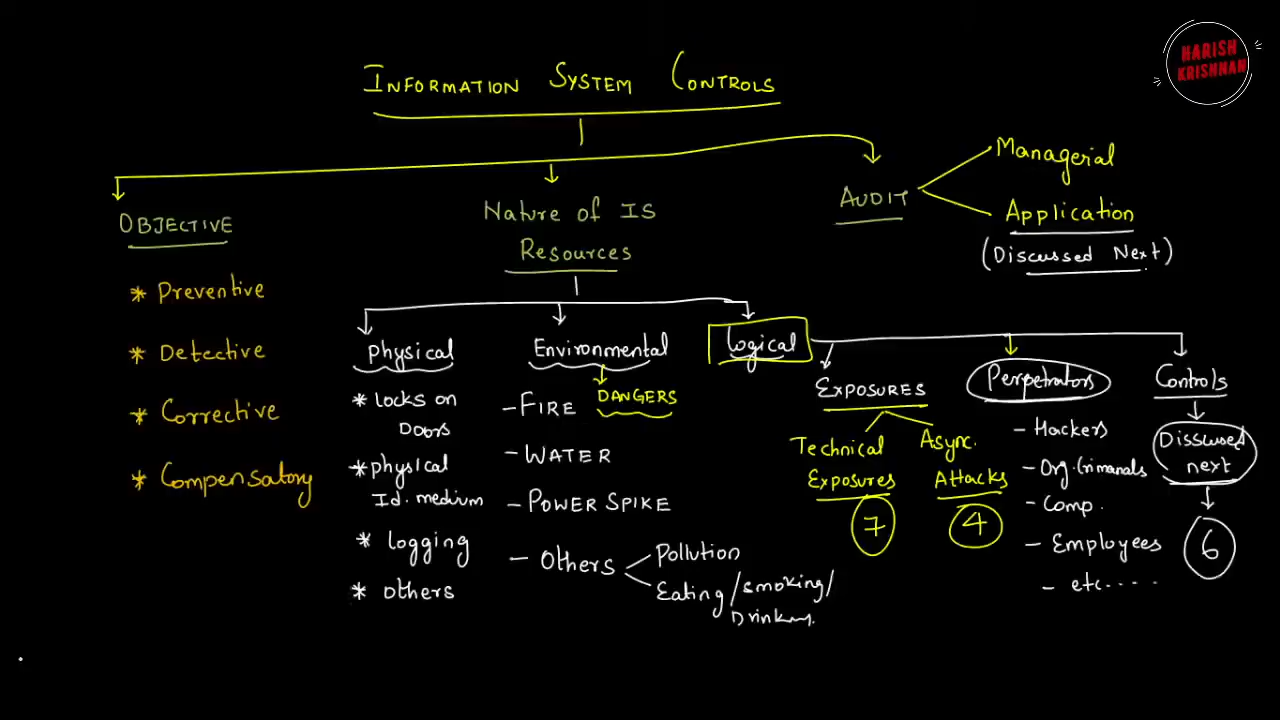 HARISH
KRISHNAN
INFORMATION SYSTEM CONTROLS
OBJECTIVE
* Preventive
* Detective
* Corrective
* Compensatory
Nature of IS
Resources
Physical
* Locks on
Doors
* Physical
Id. medium
* Logging
* others
Environmental
DANGERS
- FIRE
- WATER
- POWER SPIKE
- Others
Pollution
Eating/smoking/
Logical
EXPOSURES
Technical
Exposures
7
Async.
Attacks
4
Perpetrators
- Hackers
- Org.Crimanals
- Comp.
- Employees
- etc.....
Controls
Disscused
next
6
AUDIT
Managerial
Application
(Discussed Next)